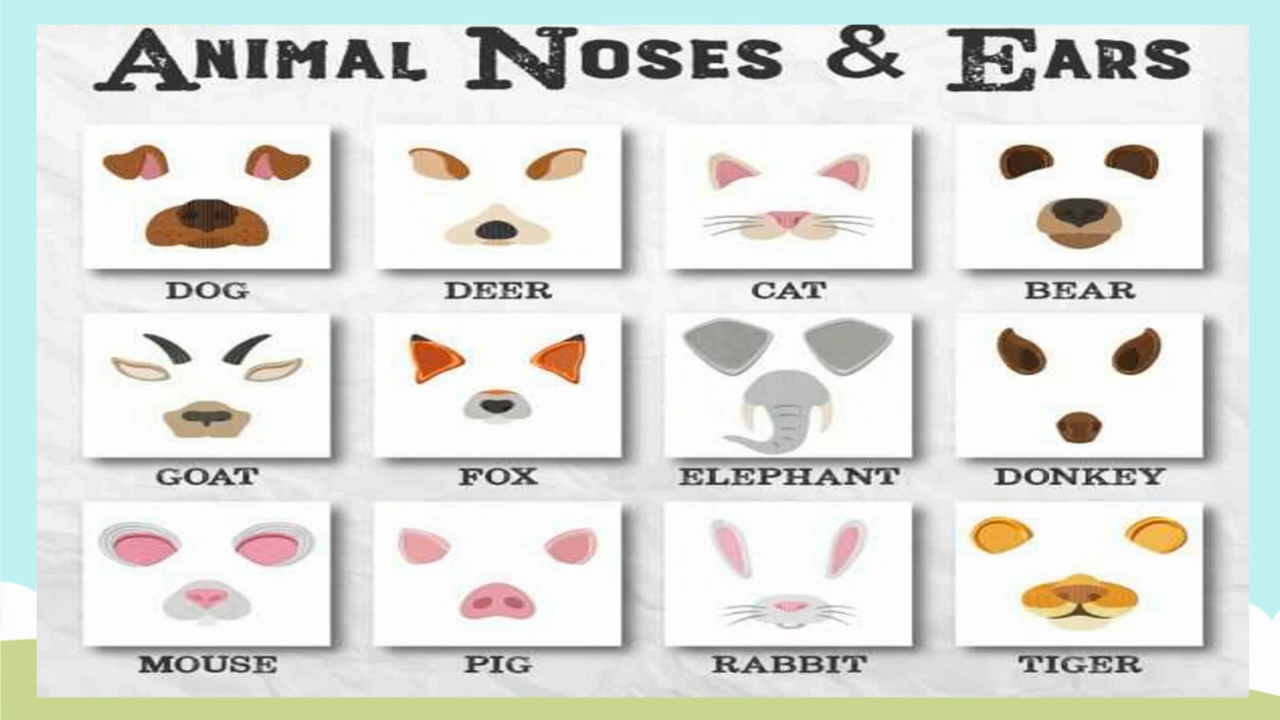 ANIMAL NOSES & EARS
DOG DEER CAT BEAR
GOAT FOX ELEPHANT DONKEY
MOUSE PIG RABBIT TIGER